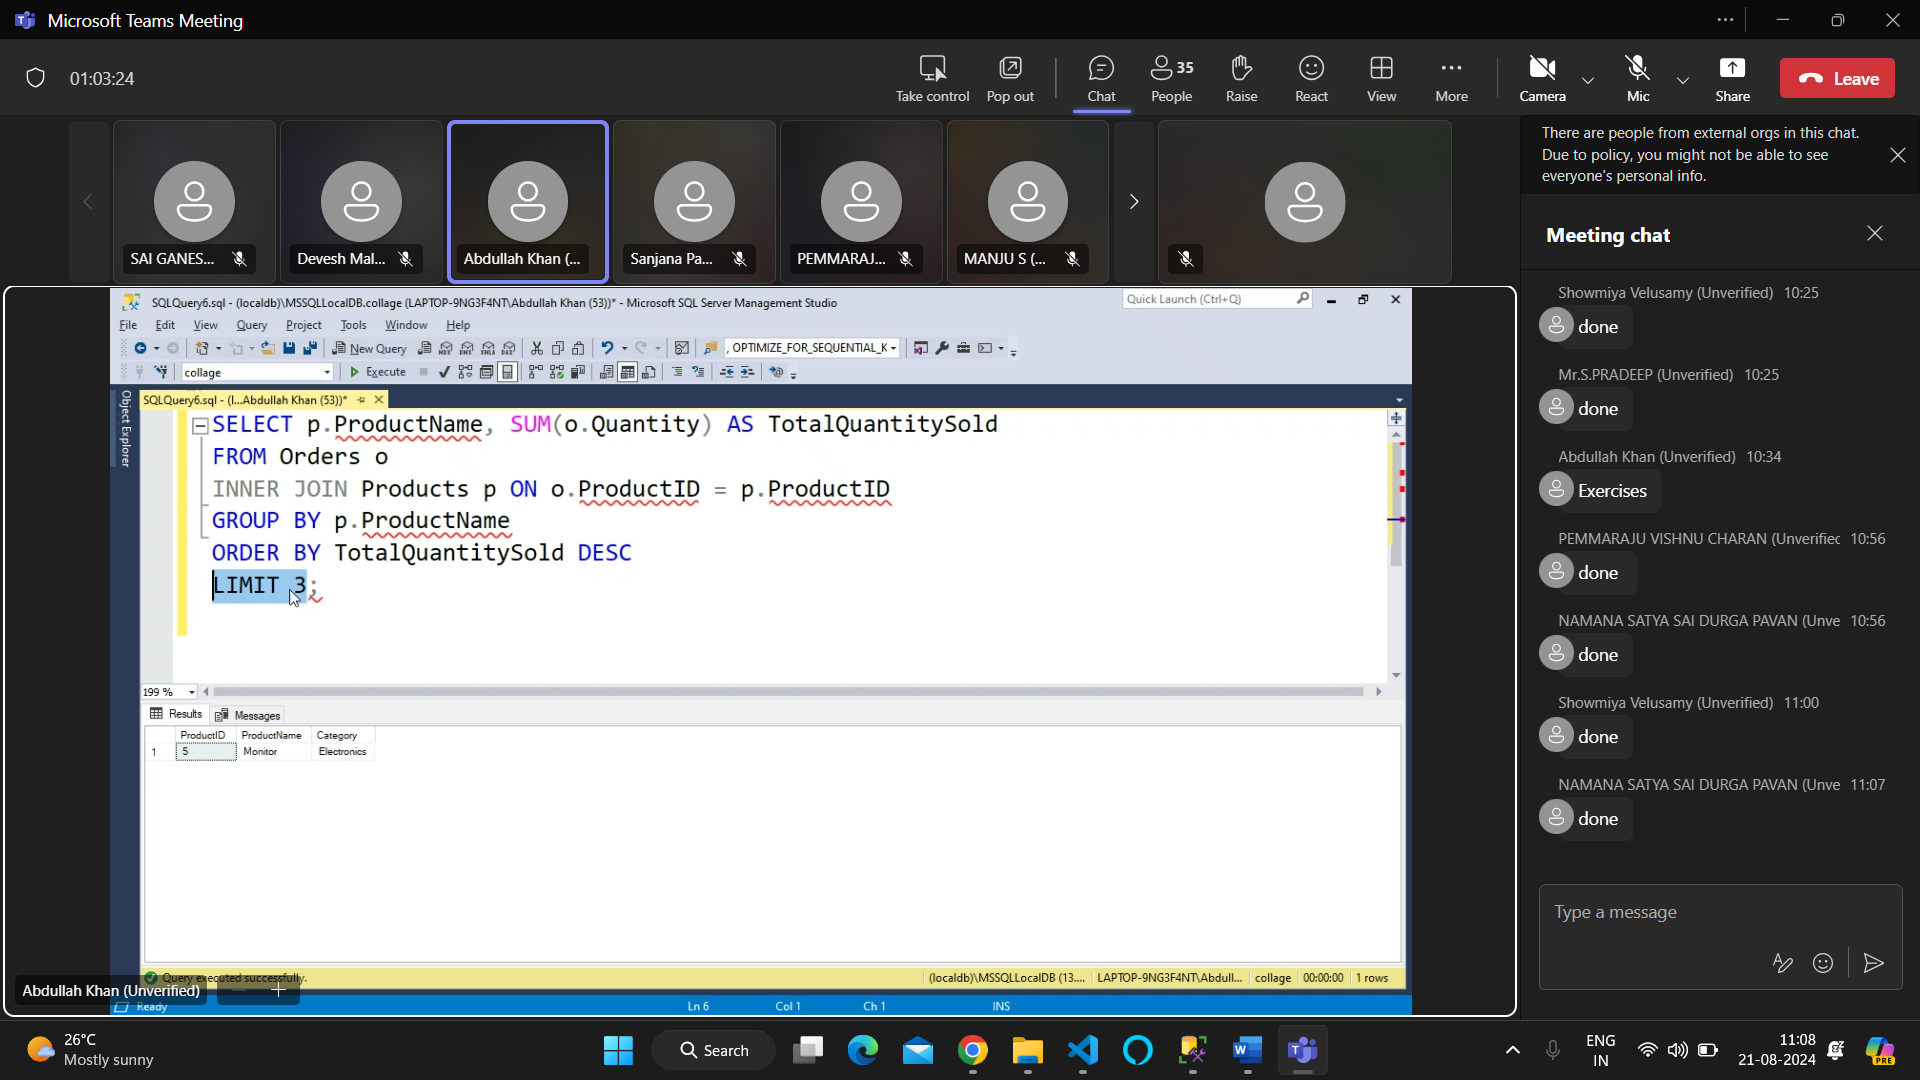 Microsoft Teams Meeting
01:03:24
Take control
Pop out
Chat
35
People
Raise
React
View
More
Camera
Mic
Share
Leave
SAI GANES...
Devesh Mal...
Abdullah Khan (...
Sanjana Pa...
PEMMARAJ...
MANJU S (...
SQLQuery6.sql - (localdb)\MSSQLLocalDB.collage (LAPTOP-9NG3F4NT\Abdullah Khan (53))* - Microsoft SQL Server Management Studio
Quick Launch (Ctrl+Q)
File Edit View Query Project Tools Window Help
New Query
, OPTIMIZE_FOR_SEQUENTIAL_K
collage
Execute
Object Explorer
SQLQuery6.sql - (l...Abdullah Khan (53))*
SELECT p.ProductName, SUM(o.Quantity) AS TotalQuantitySold
FROM Orders o
INNER JOIN Products p ON o.ProductID = p.ProductID
GROUP BY p.ProductName
ORDER BY TotalQuantitySold DESC
LIMIT 3;
199 %
Results Messages
ProductID ProductName Category
1 5 Monitor Electronics
Query executed successfully.
(localdb)\MSSQLLocalDB (13.... LAPTOP-9NG3F4NT\Abdull... collage 00:00:00 1 rows
Abdullah Khan (Unverified)
Ready Ln 6 Col 1 Ch 1 INS
There are people from external orgs in this chat.
Due to policy, you might not be able to see
everyone's personal info.
Meeting chat
Showmiya Velusamy (Unverified) 10:25
done
Mr.S.PRADEEP (Unverified) 10:25
done
Abdullah Khan (Unverified) 10:34
Exercises
PEMMARAJU VISHNU CHARAN (Unverifiec 10:56
done
NAMANA SATYA SAI DURGA PAVAN (Unve 10:56
done
Showmiya Velusamy (Unverified) 11:00
done
NAMANA SATYA SAI DURGA PAVAN (Unve 11:07
done
Type a message
26°C
Mostly sunny
Search
ENG
IN
11:08
21-08-2024
PRE